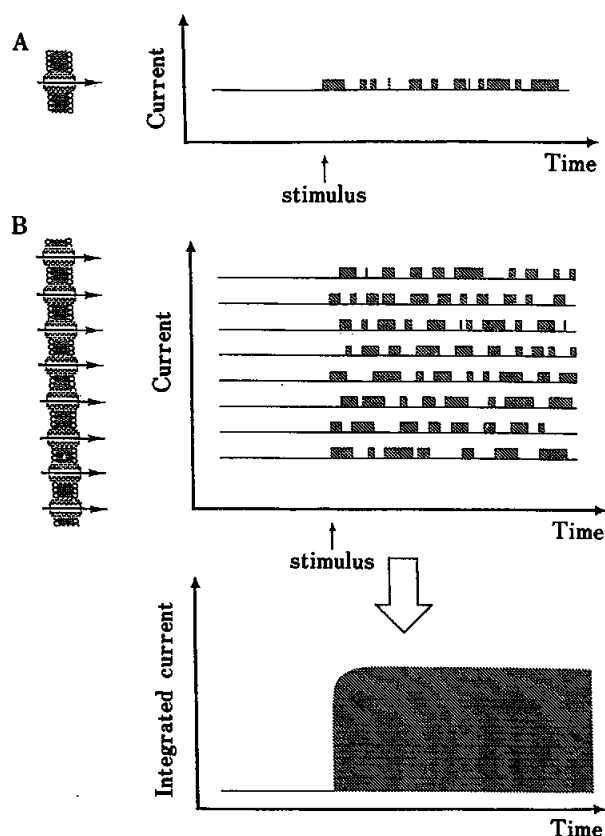 A
Current
Time
stimulus
B
Current
Time
stimulus
Integrated current
Time